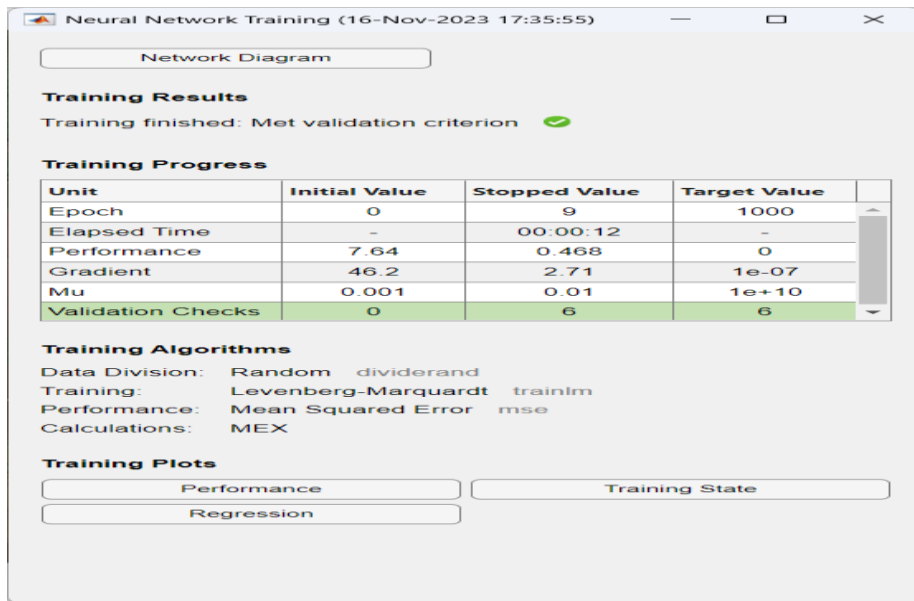 Neural Network Training (16-Nov-2023 17:35:55)
Network Diagram
Training Results
Training finished: Met validation criterion
Training Progress
Unit Initial Value Stopped Value Target Value
Epoch 0 9 1000
Elapsed Time - 00:00:12 -
Performance 7.64 0.468 0
Gradient 46.2 2.71 1e-07
Mu 0.001 0.01 1e+10
Validation Checks 0 6 6
Training Algorithms
Data Division: Random dividerand
Training: Levenberg-Marquardt trainlm
Performance: Mean Squared Error mse
Calculations: MEX
Training Plots
Performance Training State
Regression